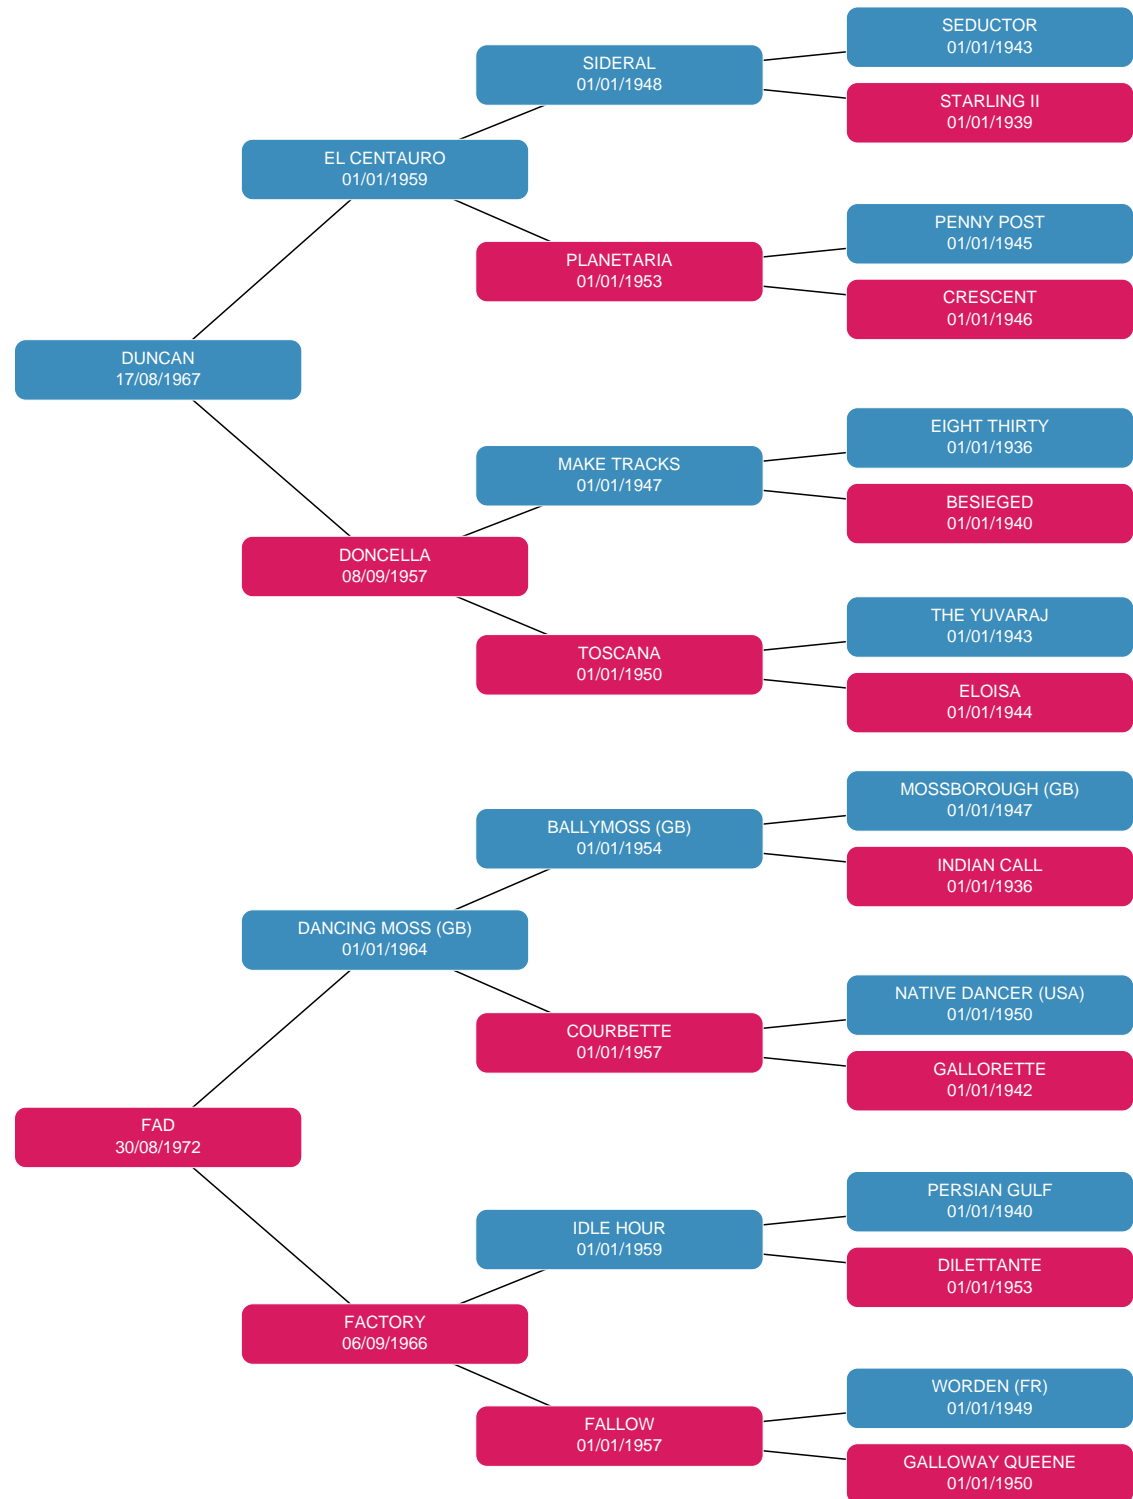 SEDUCTOR
01/01/1943
SIDERAL
01/01/1948
STARLING II
01/01/1939
EL CENTAURO
01/01/1959
PENNY POST
01/01/1945
PLANETARIA
01/01/1953
CRESCENT
01/01/1946
DUNCAN
17/08/1967
EIGHT THIRTY
01/01/1936
MAKE TRACKS
01/01/1947
BESIEGED
01/01/1940
DONCELLA
08/09/1957
THE YUVARAJ
01/01/1943
TOSCANA
01/01/1950
ELOISA
01/01/1944
MOSSBOROUGH (GB)
01/01/1947
BALLYMOSS (GB)
01/01/1954
INDIAN CALL
01/01/1936
DANCING MOSS (GB)
01/01/1964
NATIVE DANCER (USA)
01/01/1950
COURBETTE
01/01/1957
GALLORETTE
01/01/1942
FAD
30/08/1972
PERSIAN GULF
01/01/1940
IDLE HOUR
01/01/1959
DILETTANTE
01/01/1953
FACTORY
06/09/1966
WORDEN (FR)
01/01/1949
FALLOW
01/01/1957
GALLOWAY QUEENE
01/01/1950